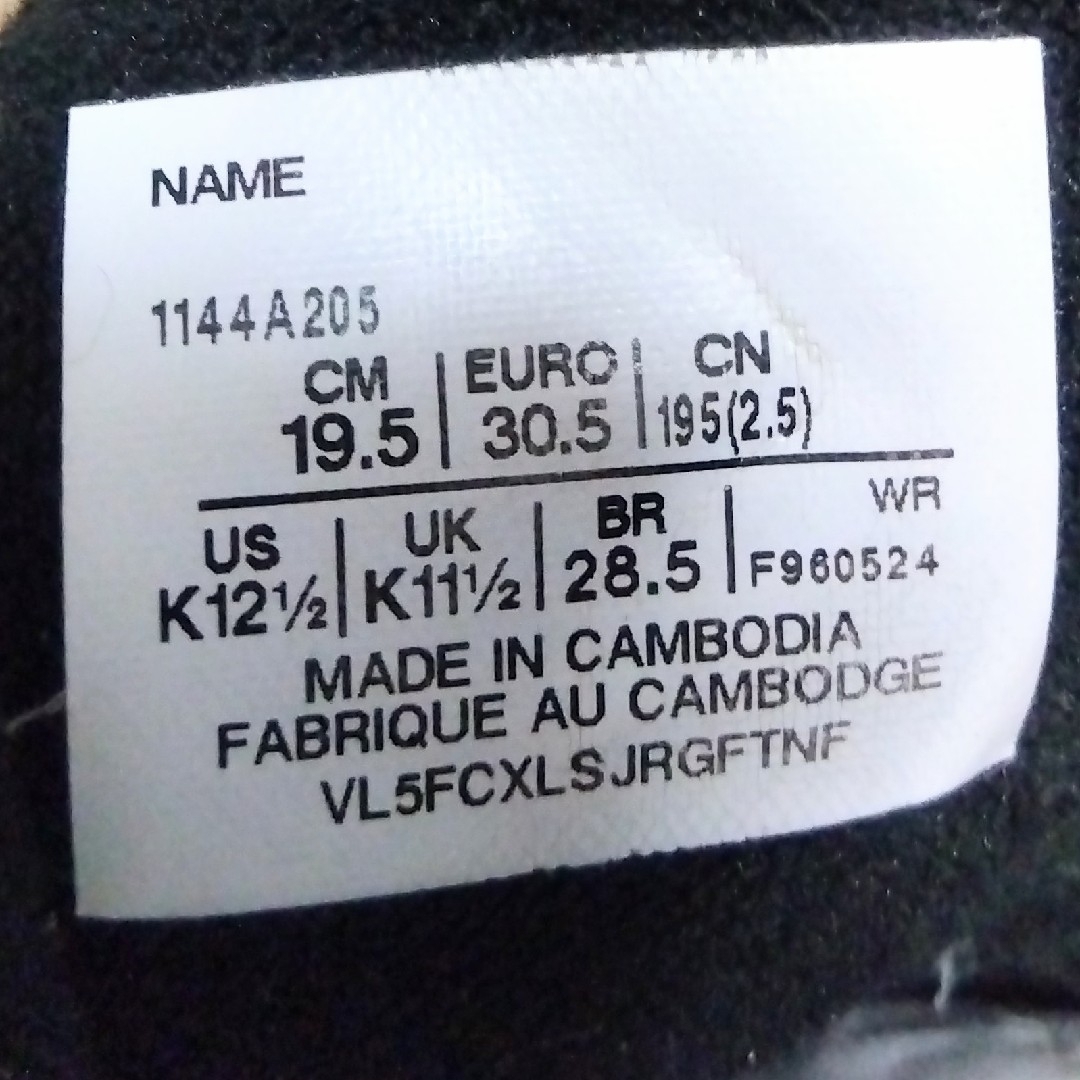 NAME
1144A205
CM | EURO | CN
19.5 | 30.5 | 195(2.5)
US | UK | BR | WR
K12½ | K11½ | 28.5 | F960524
MADE IN CAMBODIA
FABRIQUE AU CAMBODGE
VL5FCXLSJRGFTNF